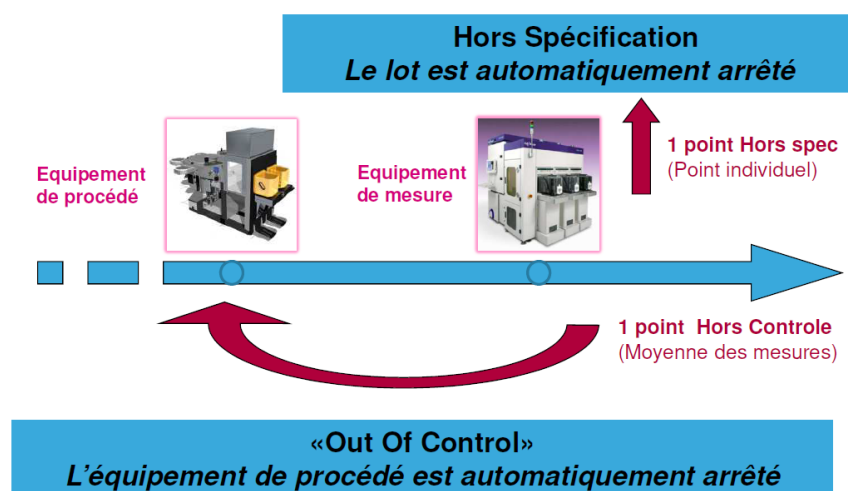 Hors Spécification
Le lot est automatiquement arrêté
Equipement
de procédé
Equipement
de mesure
1 point Hors spec
(Point individuel)
1 point Hors Controle
(Moyenne des mesures)
«Out Of Control»
L'équipement de procédé est automatiquement arrêté